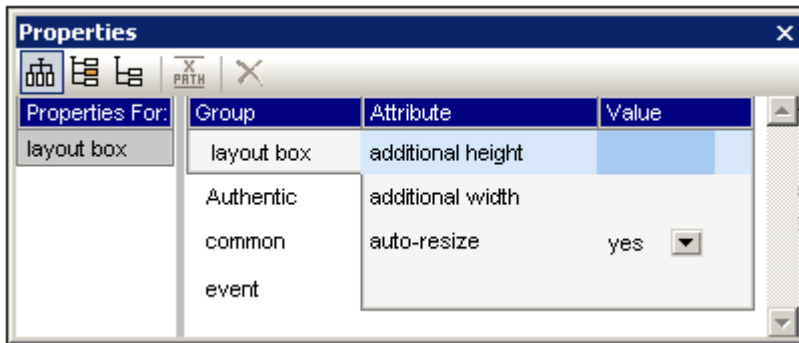 Properties
X
PATH
Properties For: Group Attribute Value
layout box layout box additional height
Authentic additional width
common auto-resize yes
event